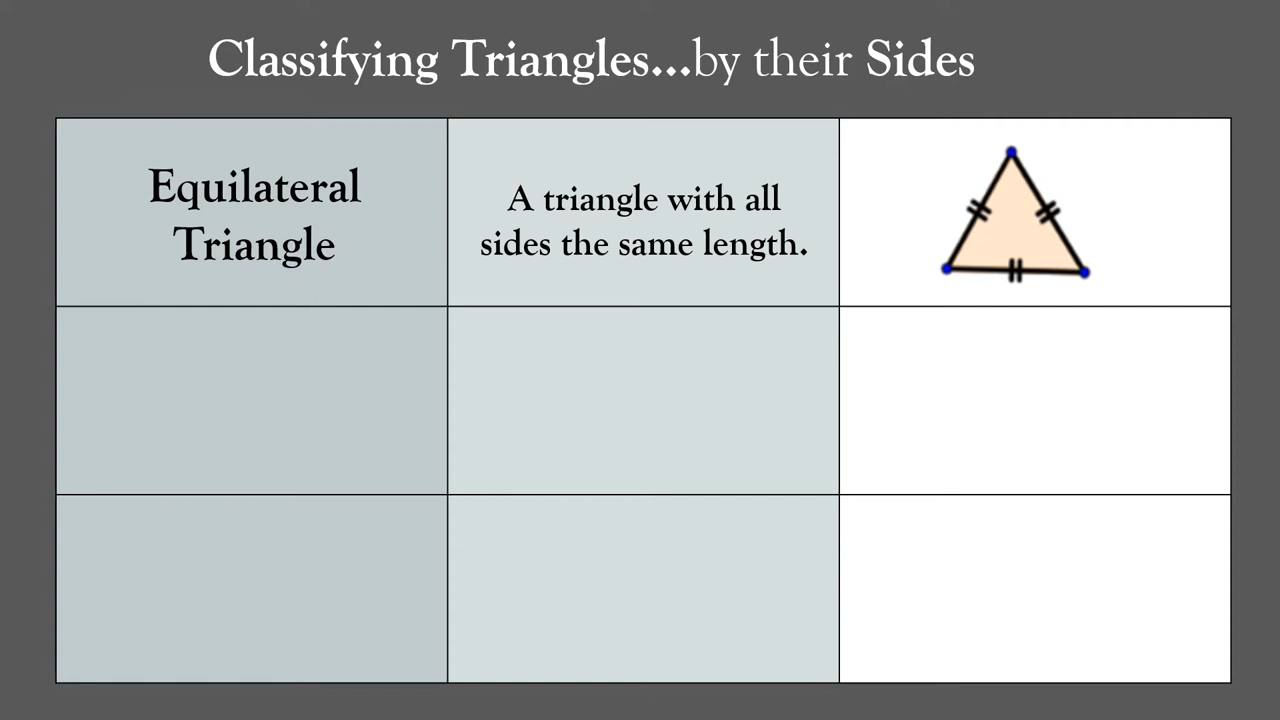 Classifying Triangles...by their Sides
Equilateral
Triangle
A triangle with all
sides the same length.